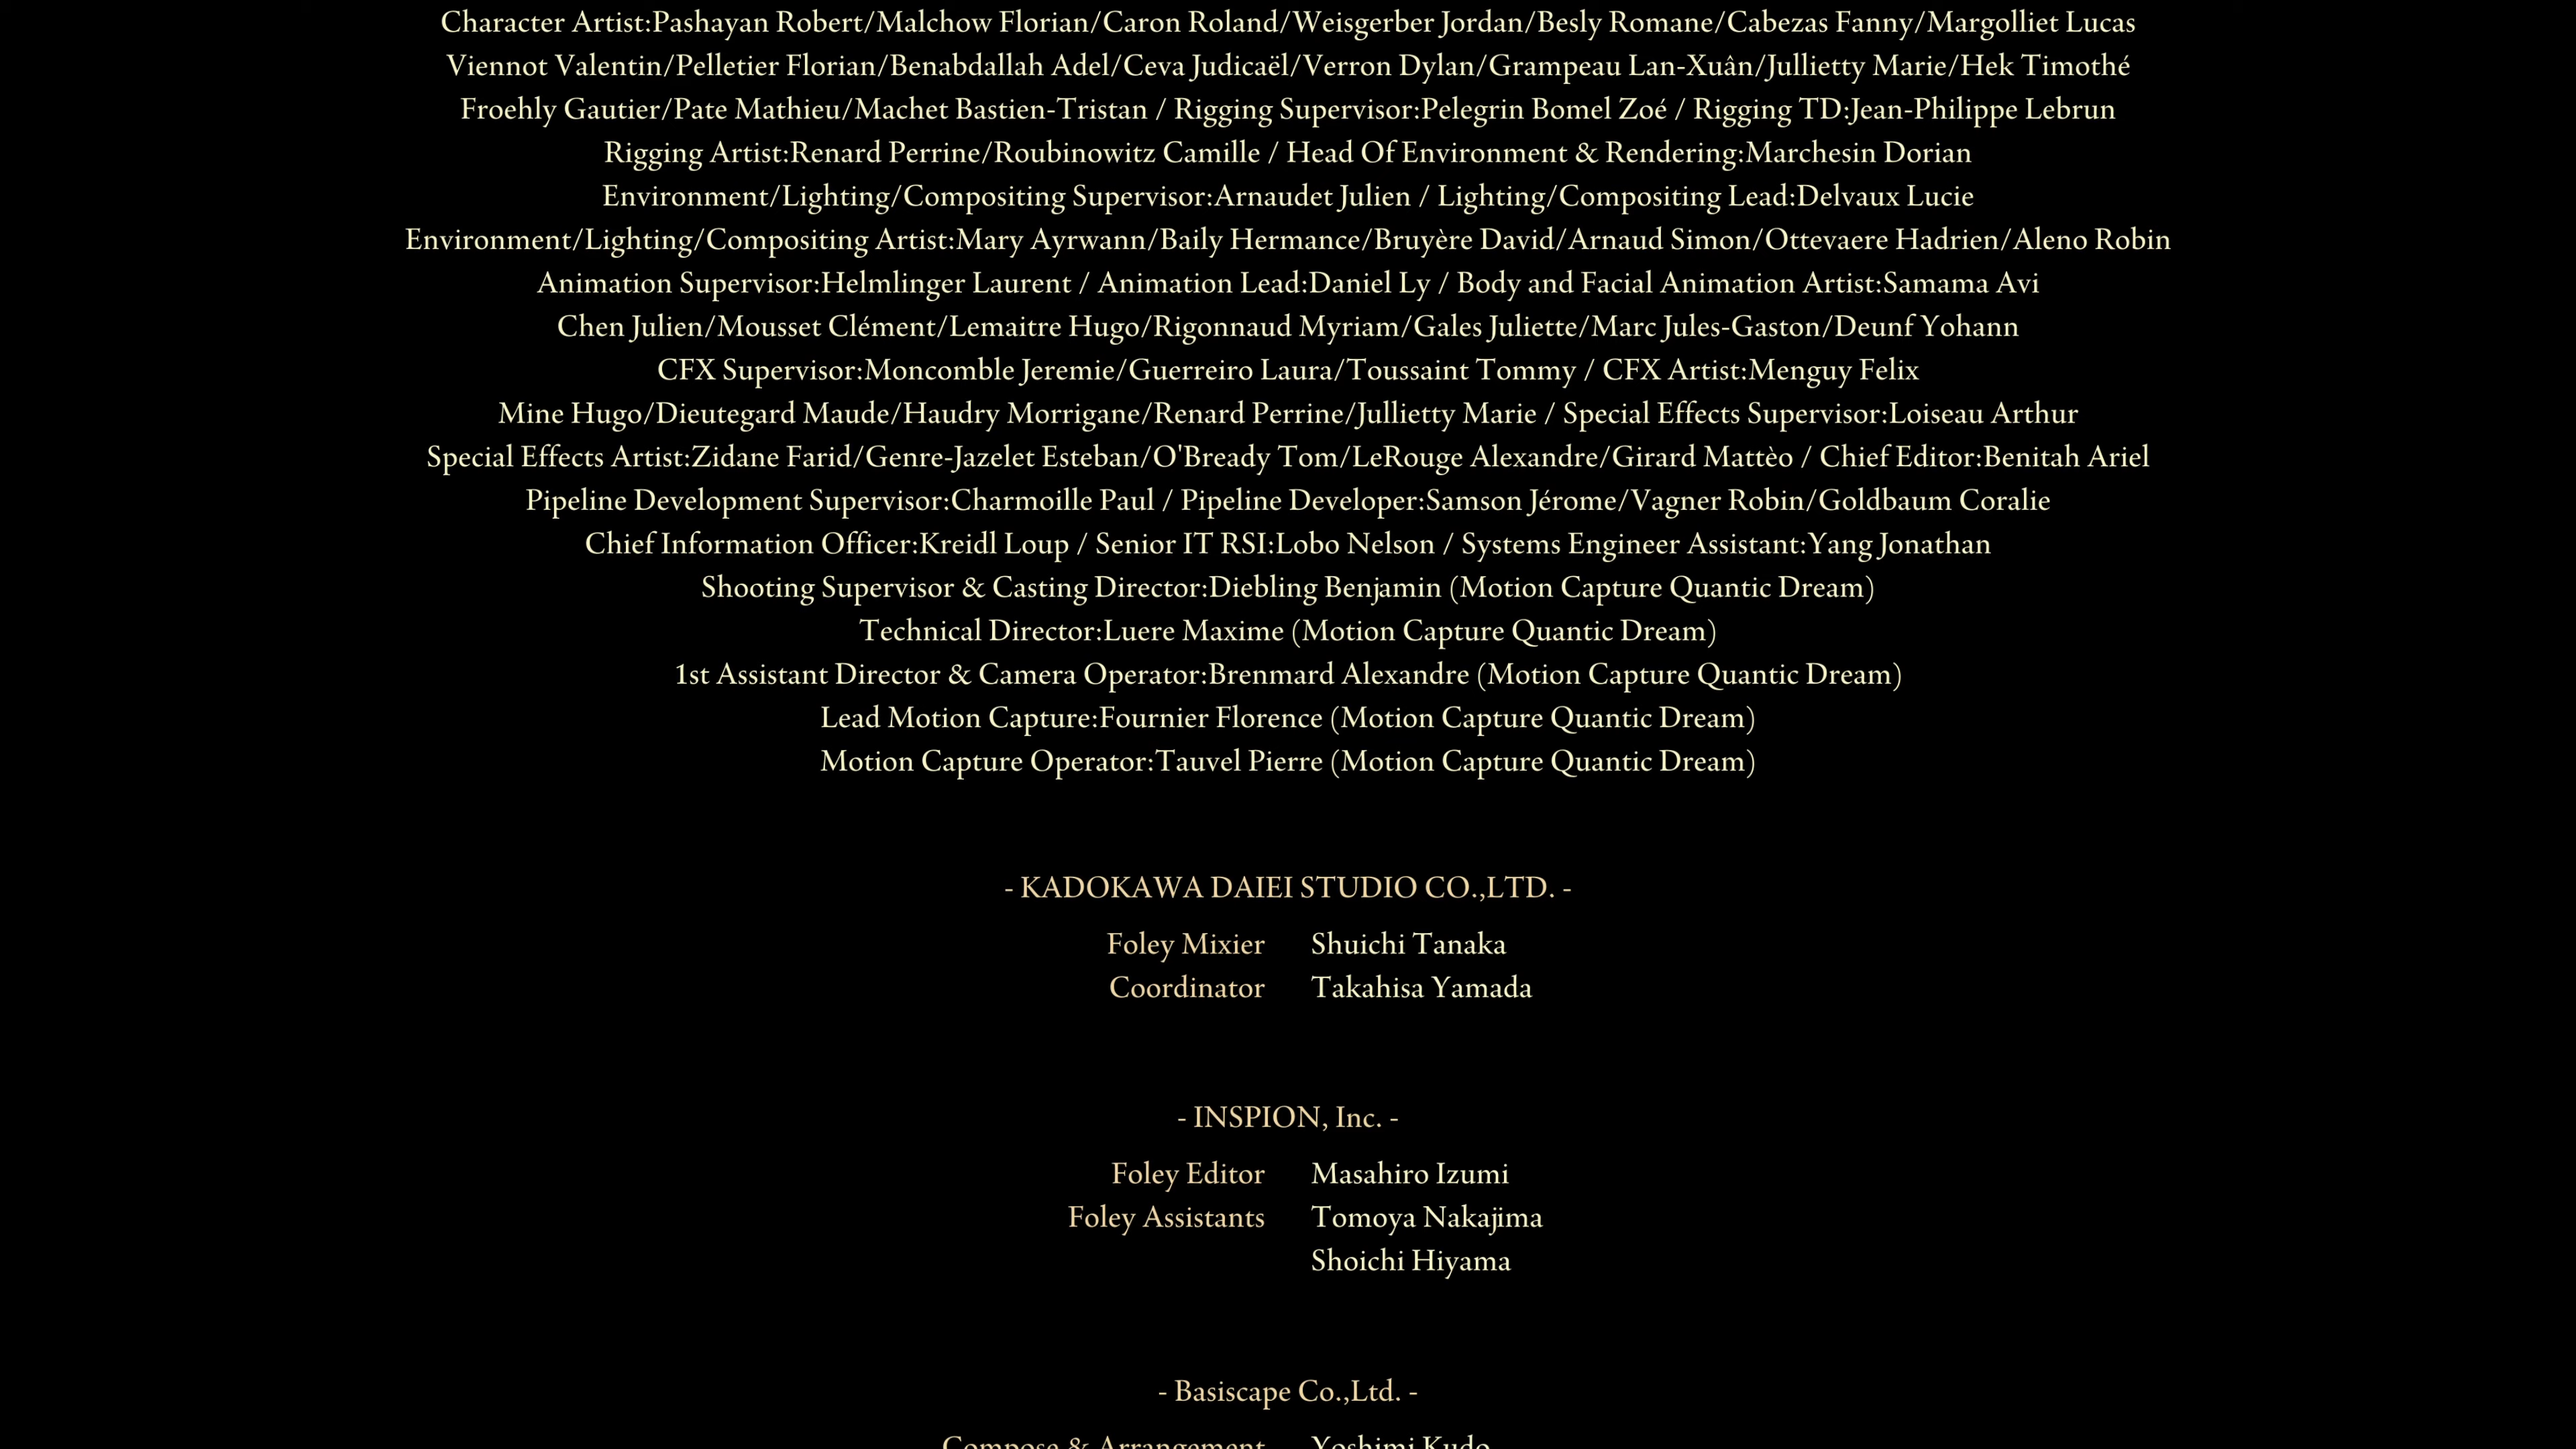 Character Artist:Pashayan Robert/Malchow Florian/Caron Roland/Weisgerber Jordan/Besly Romane/Cabezas Fanny/Margolliet Lucas
Viennot Valentin/Pelletier Florian/Benabdallah Adel/Ceva Judicaël/Verron Dylan/Grampeau Lan-Xuân/Jullietty Marie/Hek Timothé
Froehly Gautier/Pate Mathieu/Machet Bastien-Tristan / Rigging Supervisor:Pelegrin Bomel Zoé / Rigging TD:Jean-Philippe Lebrun
Rigging Artist:Renard Perrine/Roubinowitz Camille / Head Of Environment & Rendering:Marchesin Dorian
Environment/Lighting/Compositing Supervisor:Arnaudet Julien / Lighting/Compositing Lead:Delvaux Lucie
Environment/Lighting/Compositing Artist:Mary Ayrwann/Baily Hermance/Bruyère David/Arnaud Simon/Ottevaere Hadrien/Aleno Robin
Animation Supervisor:Helmlinger Laurent / Animation Lead:Daniel Ly / Body and Facial Animation Artist:Samama Avi
Chen Julien/Mousset Clément/Lemaitre Hugo/Rigonnaud Myriam/Gales Juliette/Marc Jules-Gaston/Deunf Yohann
CFX Supervisor:Moncomble Jeremie/Guerreiro Laura/Toussaint Tommy / CFX Artist:Menguy Felix
Mine Hugo/Dieutegard Maude/Haudry Morrigane/Renard Perrine/Jullietty Marie / Special Effects Supervisor:Loiseau Arthur
Special Effects Artist:Zidane Farid/Genre-Jazelet Esteban/O'Bready Tom/LeRouge Alexandre/Girard Mattèo / Chief Editor:Benitah Ariel
Pipeline Development Supervisor:Charmoille Paul / Pipeline Developer:Samson Jérome/Vagner Robin/Goldbaum Coralie
Chief Information Officer:Kreidl Loup / Senior IT RSI:Lobo Nelson / Systems Engineer Assistant:Yang Jonathan
Shooting Supervisor & Casting Director:Diebling Benjamin (Motion Capture Quantic Dream)
Technical Director:Luere Maxime (Motion Capture Quantic Dream)
1st Assistant Director & Camera Operator:Brenmard Alexandre (Motion Capture Quantic Dream)
Lead Motion Capture:Fournier Florence (Motion Capture Quantic Dream)
Motion Capture Operator:Tauvel Pierre (Motion Capture Quantic Dream)
- KADOKAWA DAIEI STUDIO CO.,LTD. -
Foley Mixier Shuichi Tanaka
Coordinator Takahisa Yamada
- INSPION, Inc. -
Foley Editor Masahiro Izumi
Foley Assistants Tomoya Nakajima
Shoichi Hiyama
- Basiscape Co.,Ltd. -
Compose & Arrangement Yoshimi Kudo